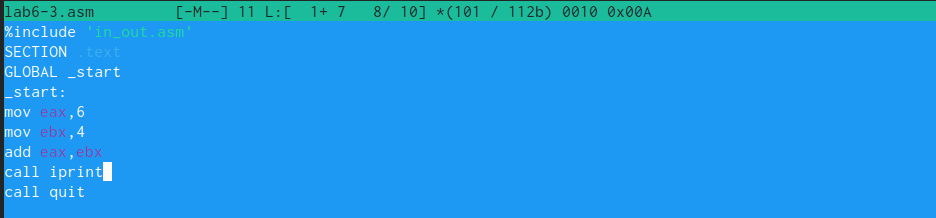 lab6-3.asm         [-M--] 11 L:[  1+ 7   8/ 10] *(101 / 112b) 0010 0x00A
%include 'in_out.asm'
SECTION .text
GLOBAL _start
_start:
mov eax,6
mov ebx,4
add eax,ebx
call iprint
call quit